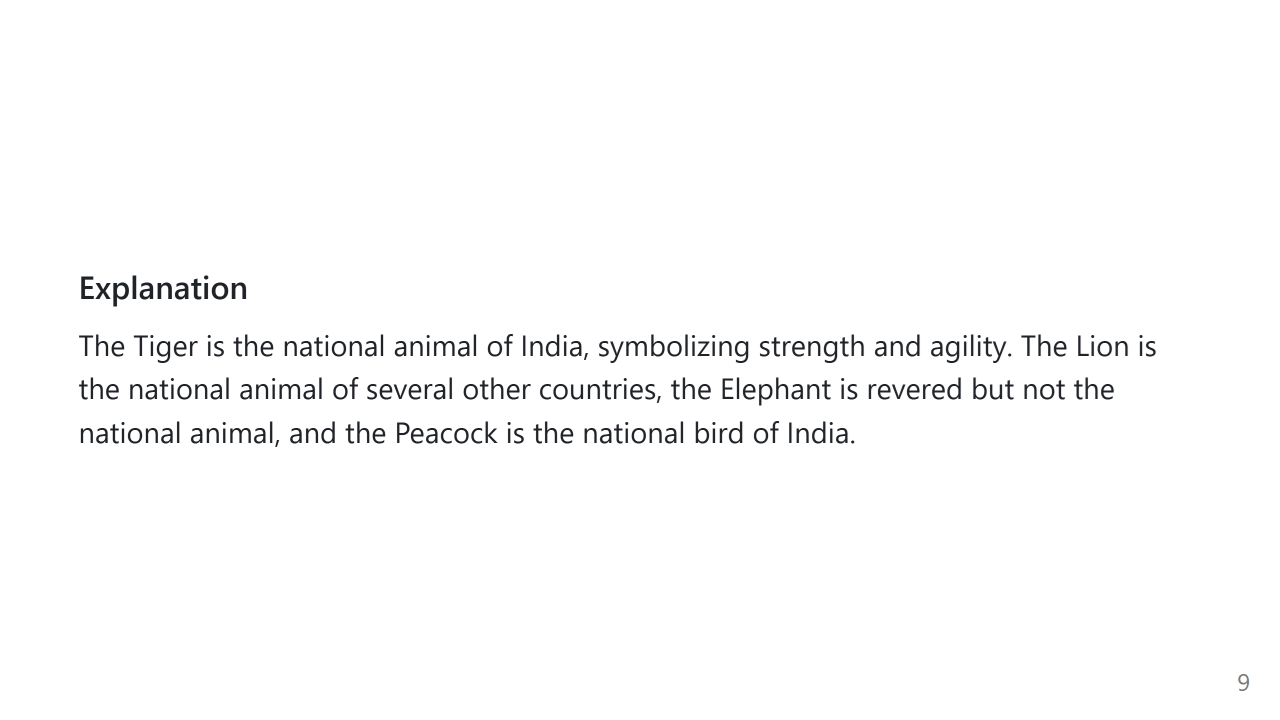 Explanation
The Tiger is the national animal of India, symbolizing strength and agility. The Lion is
the national animal of several other countries, the Elephant is revered but not the
national animal, and the Peacock is the national bird of India.
9